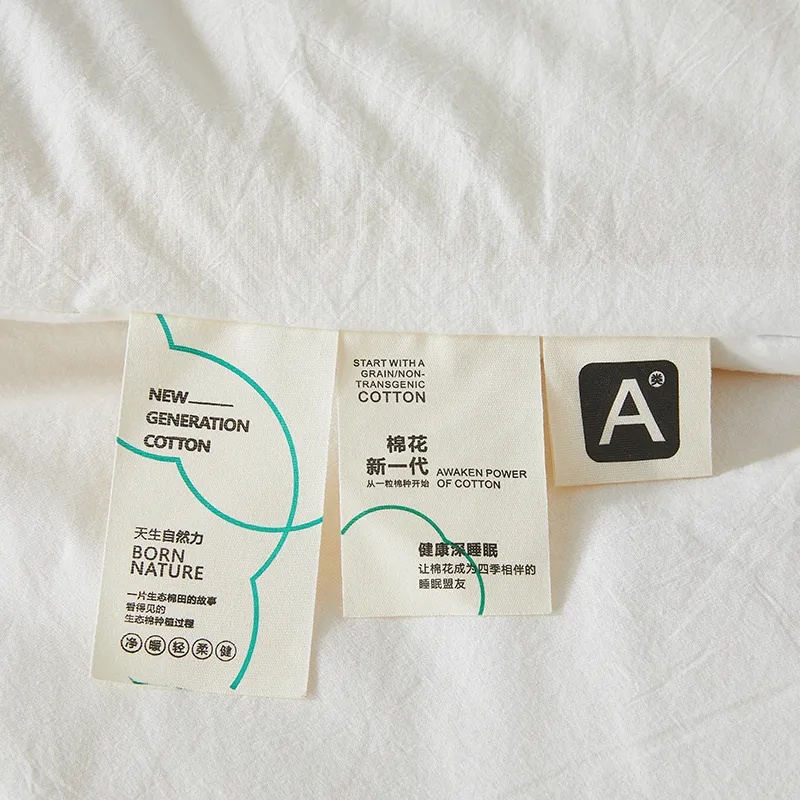 NEW____
GENERATION
COTTON
天生自然力
BORN
NATURE
一片生态棉田的故事
看得见的
生态棉种植过程
净 暖 轻 柔 健
START WITH A
GRAIN/NON-
TRANSGENIC
COTTON
棉花
新一代
从一粒棉种开始
AWAKEN POWER
OF COTTON
健康深睡眠
让棉花成为四季相伴的
睡眠盟友
A类